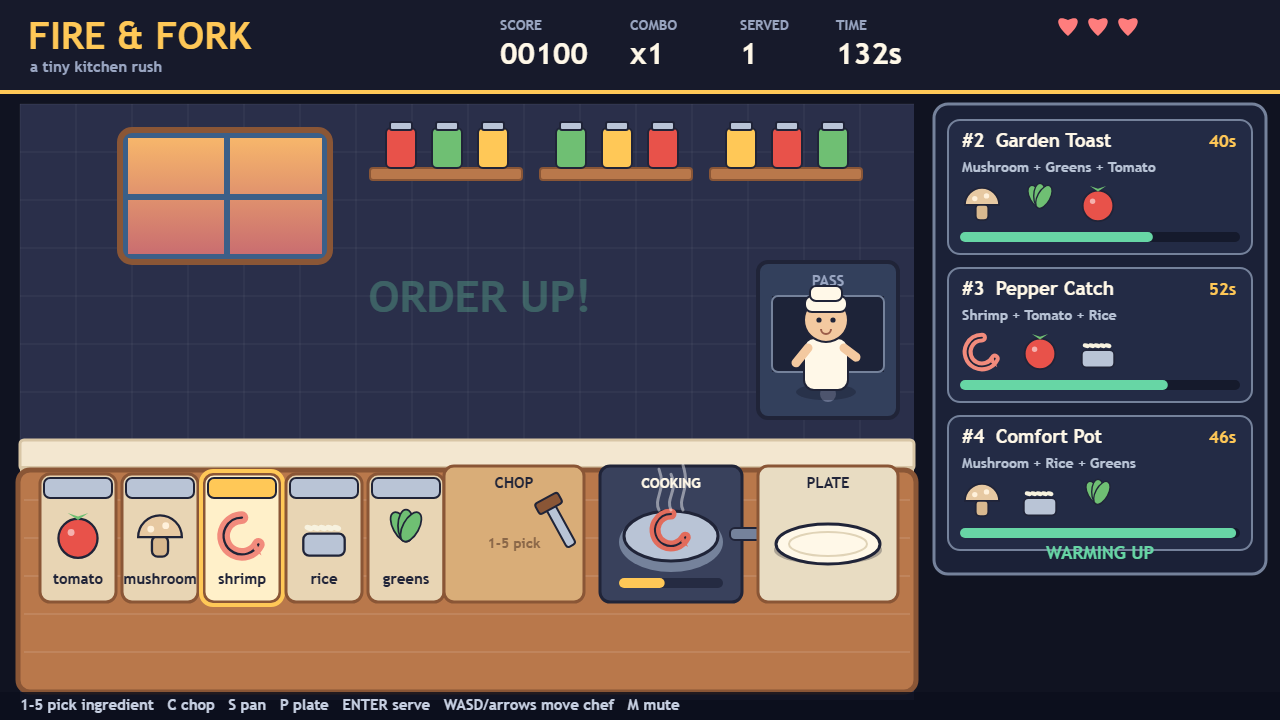 FIRE & FORK
a tiny kitchen rush
SCORE
00100
COMBO
x1
SERVED
1
TIME
132s
ORDER UP!
PASS
#2 Garden Toast
40s
Mushroom + Greens + Tomato
#3 Pepper Catch
52s
Shrimp + Tomato + Rice
#4 Comfort Pot
46s
Mushroom + Rice + Greens
WARMING UP
tomato
mushroom
shrimp
rice
greens
CHOP
1-5 pick
COOKING
PLATE
1-5 pick ingredient C chop S pan P plate ENTER serve WASD/arrows move chef M mute